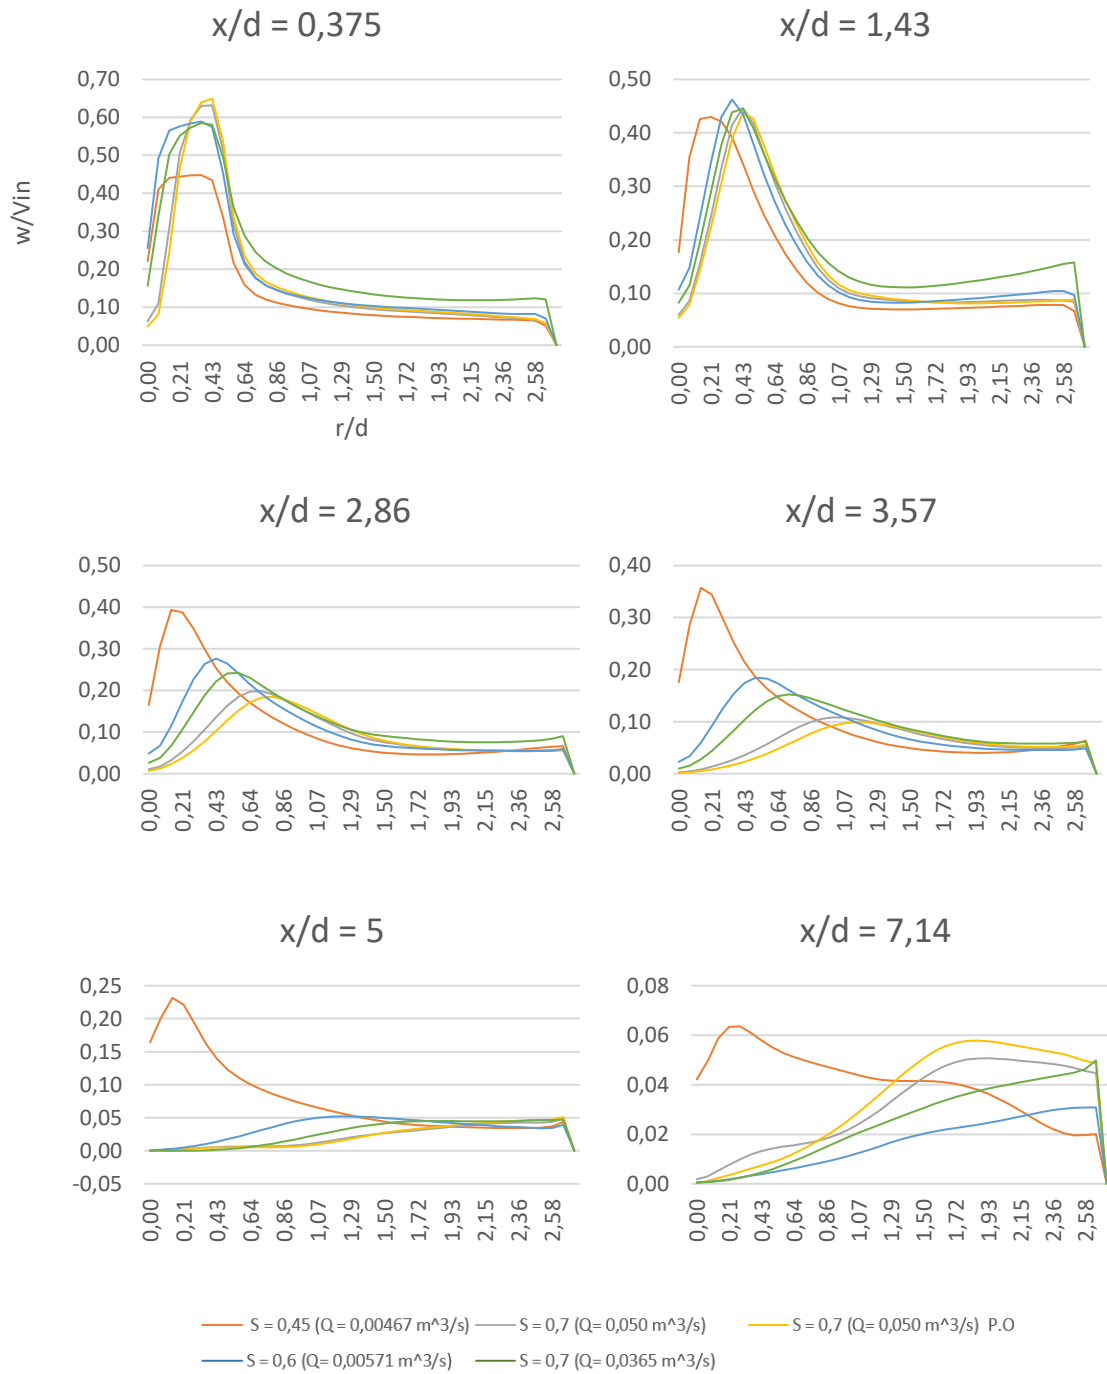 x/d = 0,375
x/d = 1,43
0,70
0,60
0,50
0,40
0,30
0,20
0,10
0,00
w/Vin
0,00 0,21 0,43 0,64 0,86 1,07 1,29 1,50 1,72 1,93 2,15 2,36 2,58
r/d
0,50
0,40
0,30
0,20
0,10
0,00
0,00 0,21 0,43 0,64 0,86 1,07 1,29 1,50 1,72 1,93 2,15 2,36 2,58
x/d = 2,86
x/d = 3,57
0,50
0,40
0,30
0,20
0,10
0,00
0,00 0,21 0,43 0,64 0,86 1,07 1,29 1,50 1,72 1,93 2,15 2,36 2,58
0,40
0,30
0,20
0,10
0,00
0,00 0,21 0,43 0,64 0,86 1,07 1,29 1,50 1,72 1,93 2,15 2,36 2,58
x/d = 5
x/d = 7,14
0,25
0,20
0,15
0,10
0,05
0,00
-0,05
0,00 0,21 0,43 0,64 0,86 1,07 1,29 1,50 1,72 1,93 2,15 2,36 2,58
0,08
0,06
0,04
0,02
0,00
0,00 0,21 0,43 0,64 0,86 1,07 1,29 1,50 1,72 1,93 2,15 2,36 2,58
S = 0,45 (Q = 0,00467 m^3/s) S = 0,7 (Q= 0,050 m^3/s) S = 0,7 (Q= 0,050 m^3/s) P.O
S = 0,6 (Q= 0,00571 m^3/s) S = 0,7 (Q= 0,0365 m^3/s)